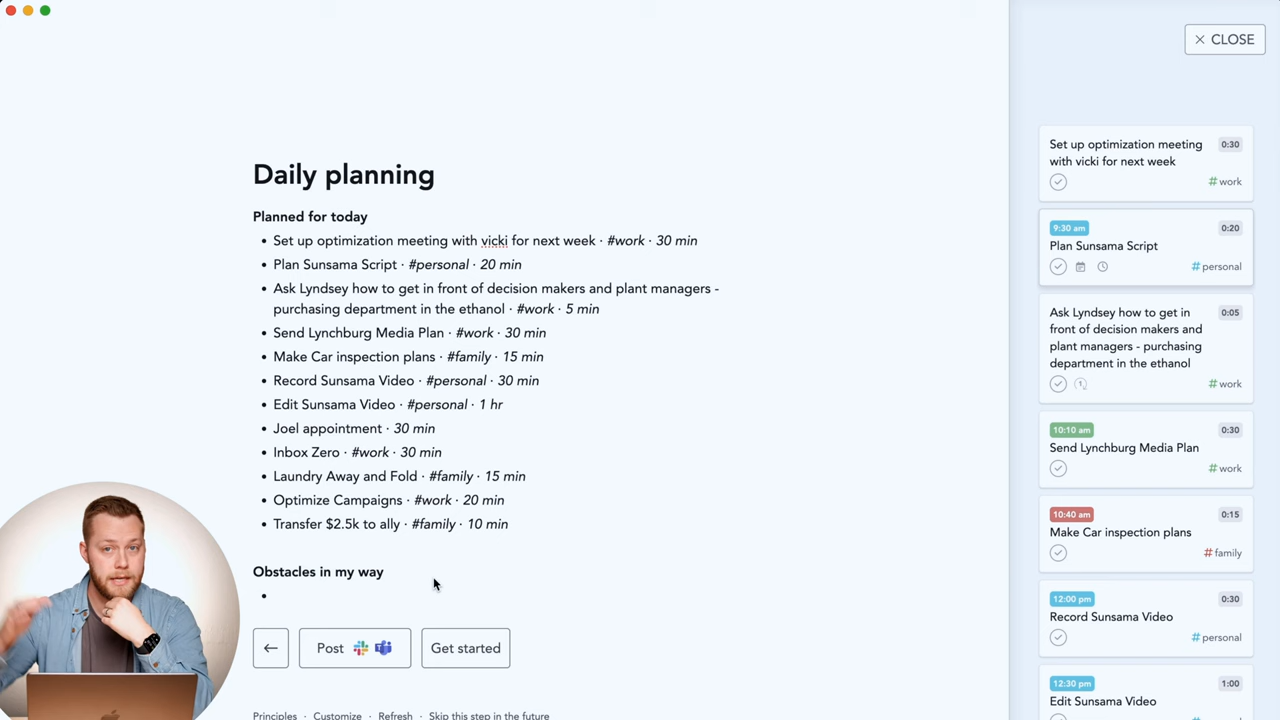 CLOSE
Daily planning
Planned for today
• Set up optimization meeting with vicki for next week · #work · 30 min
• Plan Sunsama Script · #personal · 20 min
• Ask Lyndsey how to get in front of decision makers and plant managers -
purchasing department in the ethanol · #work · 5 min
• Send Lynchburg Media Plan · #work · 30 min
• Make Car inspection plans · #family · 15 min
• Record Sunsama Video · #personal · 30 min
• Edit Sunsama Video · #personal · 1 hr
• Joel appointment · 30 min
• Inbox Zero · #work · 30 min
• Laundry Away and Fold · #family · 15 min
• Optimize Campaigns · #work · 20 min
• Transfer $2.5k to ally · #family · 10 min
Obstacles in my way
•
Post
Get started
Principles · Customize · Refresh · Skip this step in the future
Set up optimization meeting 0:30
with vicki for next week
#work
9:30 am 0:20
Plan Sunsama Script
#personal
Ask Lyndsey how to get in 0:05
front of decision makers and
plant managers - purchasing
department in the ethanol
1
#work
10:10 am 0:30
Send Lynchburg Media Plan
#work
10:40 am 0:15
Make Car inspection plans
#family
12:00 pm 0:30
Record Sunsama Video
#personal
12:30 pm 1:00
Edit Sunsama Video